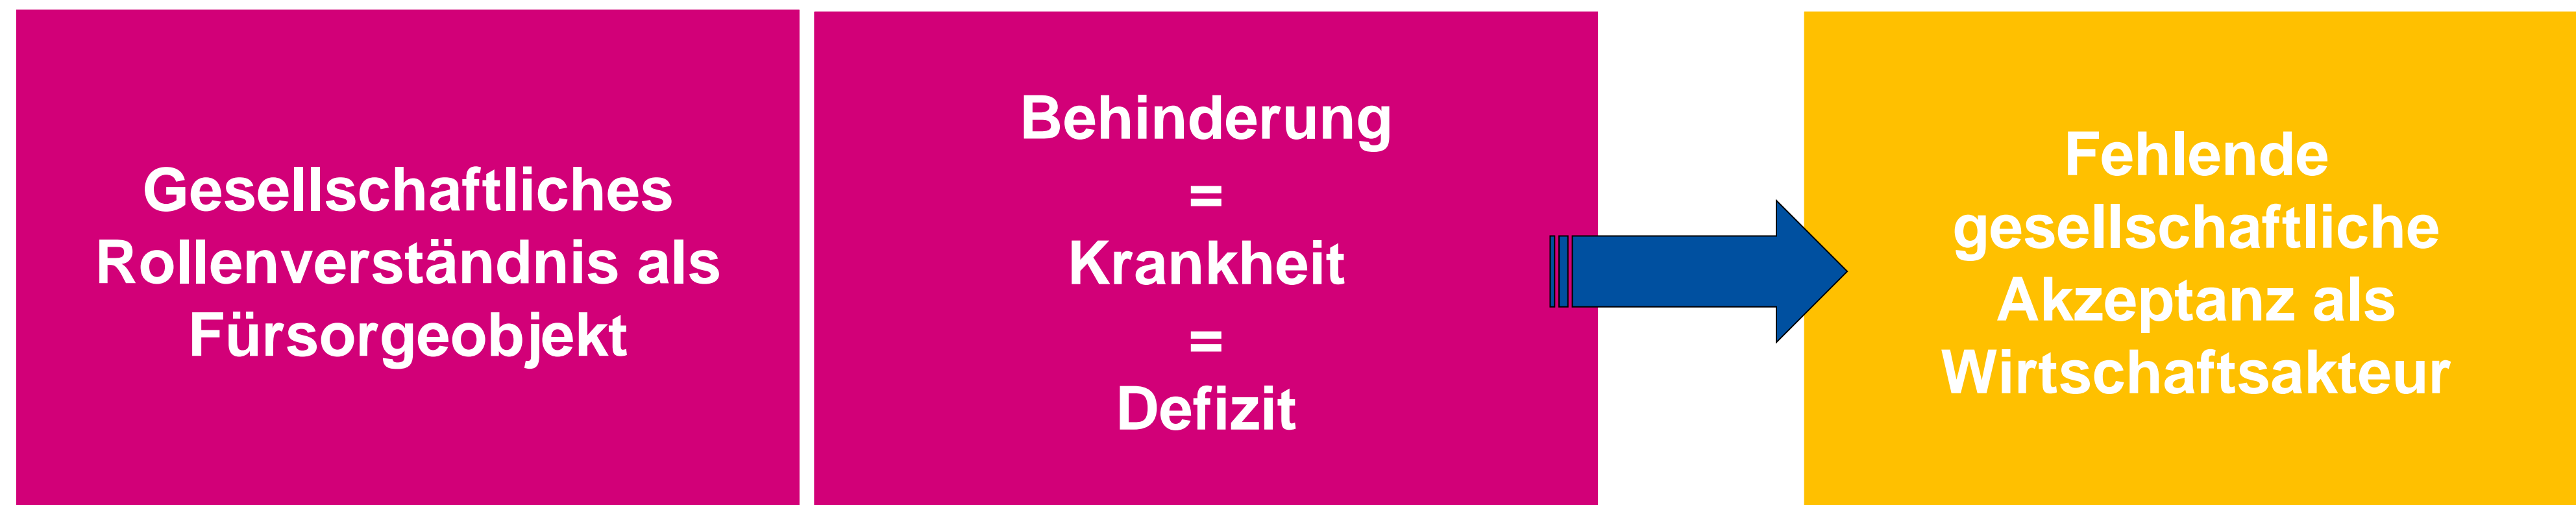 Gesellschaftliches
Rollenverständnis als
Fürsorgeobjekt
Behinderung
=
Krankheit
=
Defizit
Fehlende
gesellschaftliche
Akzeptanz als
Wirtschaftsakteur